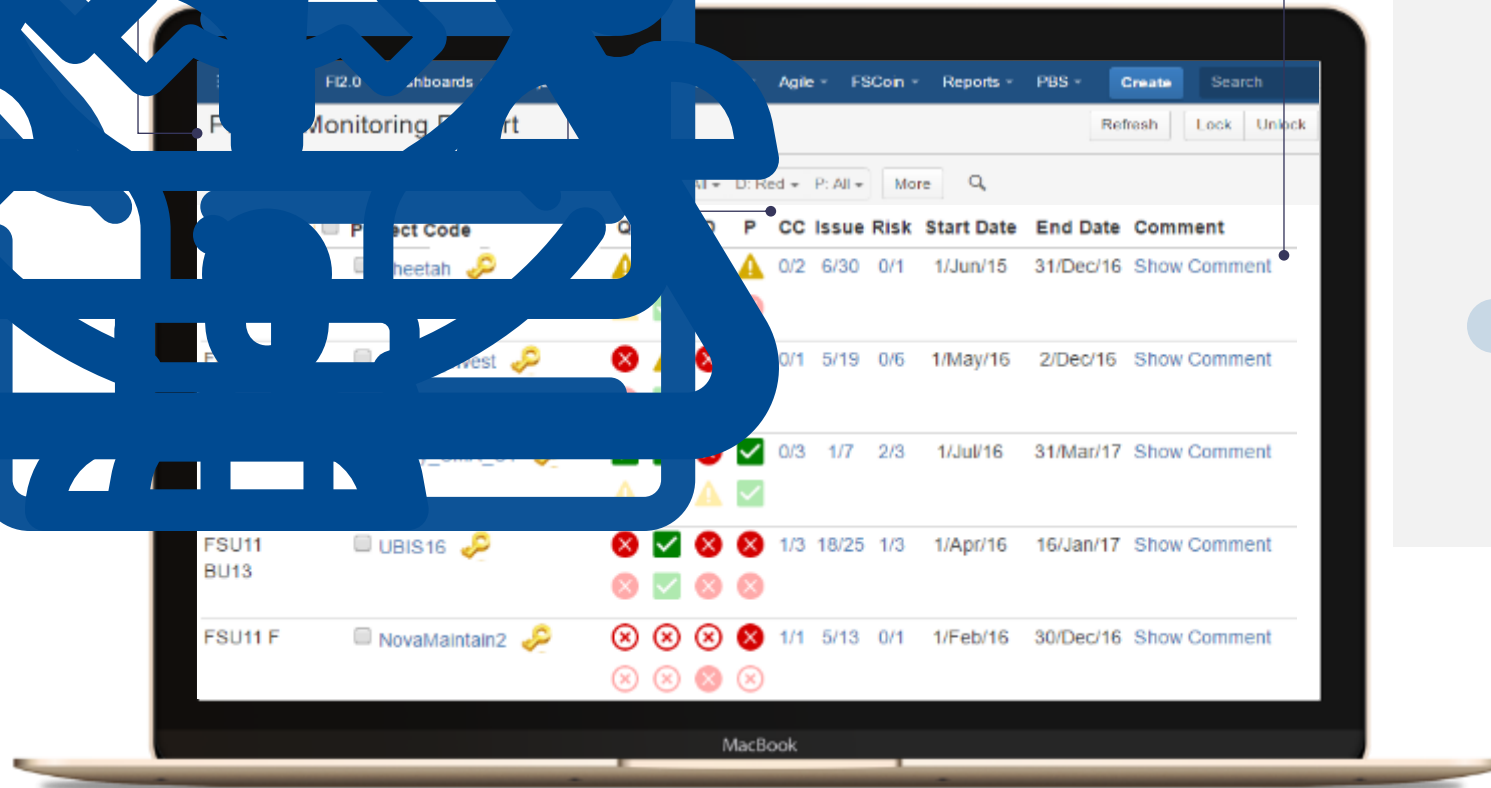 FI2.0 Agile FSCoin Reports PBS Create Search
Monitoring
Refresh Lock Unlock
D: Red P: All More
Code Q P CC Issue Risk Start Date End Date Comment
0/2 6/30 0/1 1/Jun/15 31/Dec/16 Show Comment
0/1 5/19 0/6 1/May/16 2/Dec/16 Show Comment
0/3 1/7 2/3 1/Jul/16 31/Mar/17 Show Comment
FSU11 UBIS16 1/3 18/25 1/3 1/Apr/16 16/Jan/17 Show Comment
BU13
FSU11 F NovaMaintain2 1/1 5/13 0/1 1/Feb/16 30/Dec/16 Show Comment
MacBook